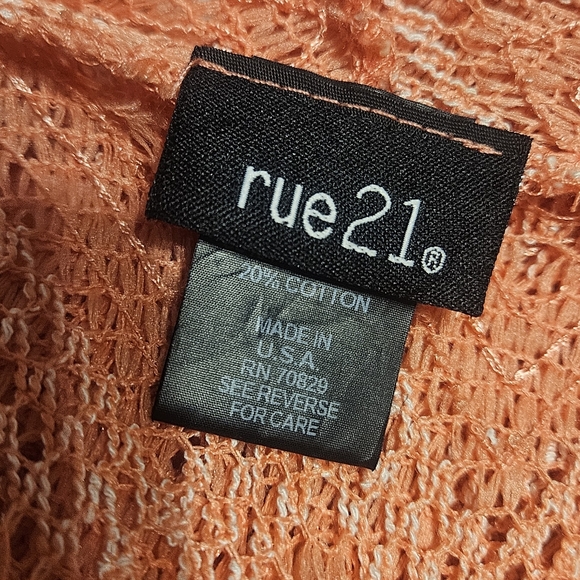 rue21®
20% COTTON
MADE IN
U.S.A.
RN 70829
SEE REVERSE
FOR CARE